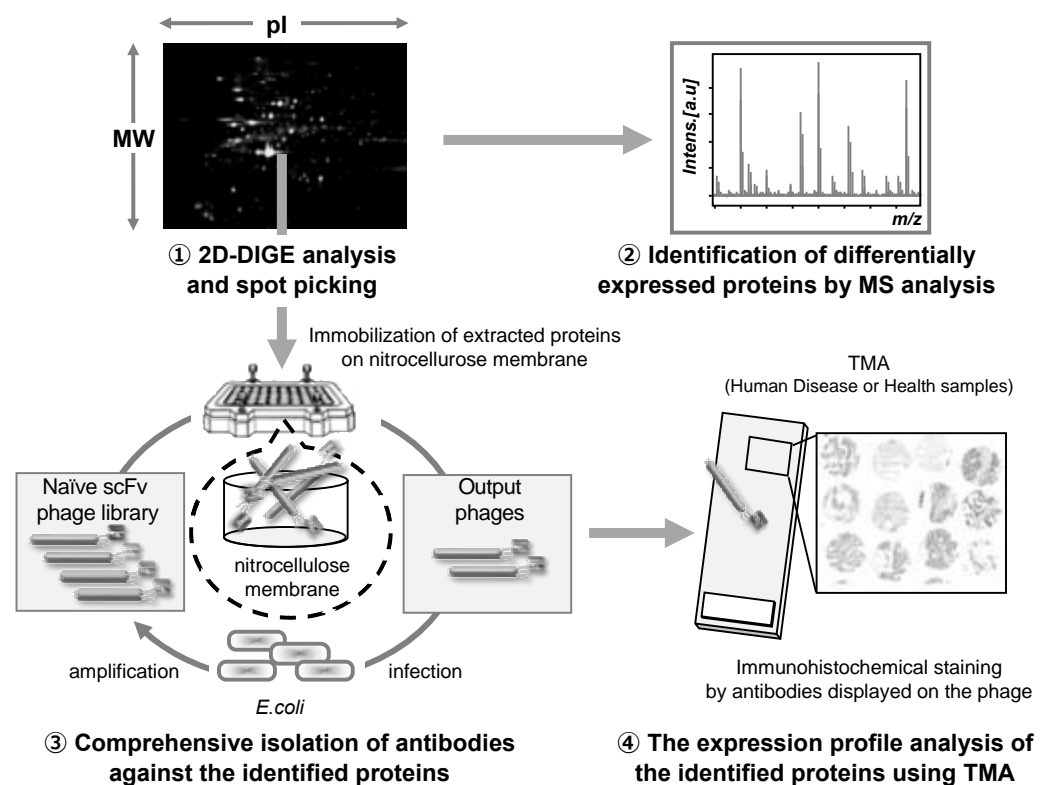 pI
MW
① 2D-DIGE analysis
and spot picking
Intens.[a.u]
m/z
② Identification of differentially
expressed proteins by MS analysis
Immobilization of extracted proteins
on nitrocellurose membrane
Naïve scFv
phage library
nitrocellulose
membrane
Output
phages
amplification
infection
E.coli
③ Comprehensive isolation of antibodies
against the identified proteins
TMA
(Human Disease or Health samples)
Immunohistochemical staining
by antibodies displayed on the phage
④ The expression profile analysis of
the identified proteins using TMA